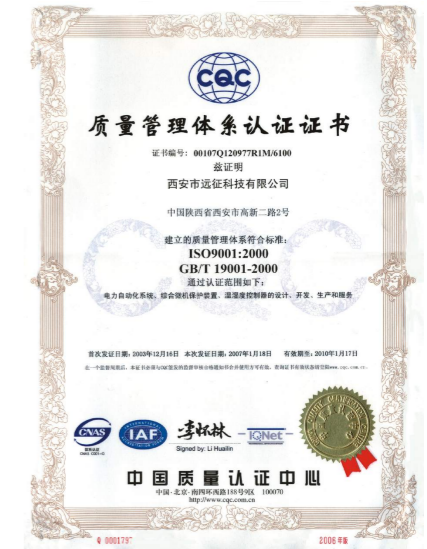 CQC
质量管理体系认证证书
证书编号: 00107Q120977R1M/6100
兹证明
西安市远征科技有限公司
中国陕西省西安市高新二路2号
建立的质量管理体系符合标准:
ISO9001:2000
GB/T 19001-2000
通过认证范围如下:
电力自动化系统、综合微机保护装置、温湿度控制器的设计、开发、生产和服务
首次发证日期: 2003年12月16日 本次发证日期: 2007年1月18日 有效期至: 2010年1月17日
CNAS
IAF
李怀林
IQNet
Signed by: Li Huailin
中国质量认证中心
中国·北京·南四环西路188号9区 100070
http://www.cqc.com.cn
2006年版